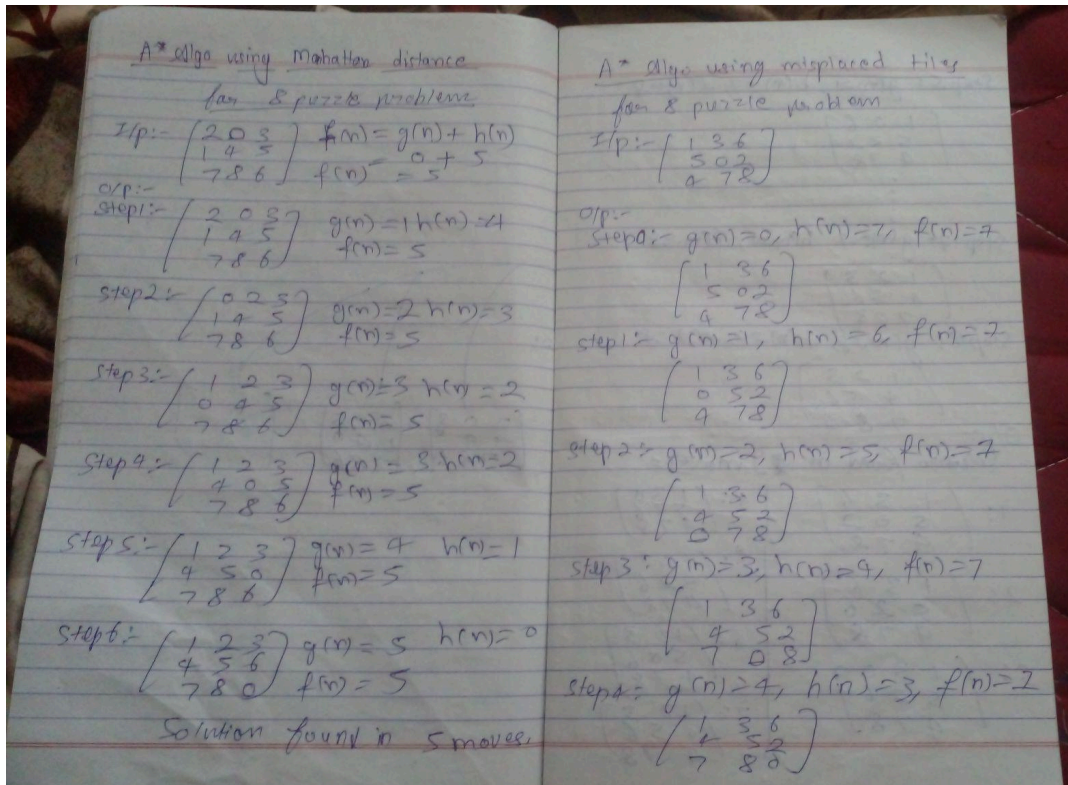 A* Algo using Mahattan distance
for 8 puzzle problem
I/p:- [2 0 3 f(n) = g(n) + h(n)
1 4 5 0 + 5
7 8 6] f(n) = 5
O/p:-
Step1:- [2 0 3 g(n)=1 h(n)=4
1 4 5 f(n)=5
7 8 6]
Step2:- [0 2 3 g(n)=2 h(n)=3
1 4 5 f(n)=5
7 8 6]
Step3:- [1 2 3 g(n)=3 h(n)=2
0 4 5 f(n)=5
7 8 6]
Step4:- [1 2 3 g(n)=3 h(n)=2
4 0 5 f(n)=5
7 8 6]
Step5:- [1 2 3 g(n)=4 h(n)=1
4 5 0 f(n)=5
7 8 6]
Step6:- [1 2 3 g(n)=5 h(n)=0
4 5 6
7 8 0] f(n)=5
Solution found in 5 moves.
A* Algo using misplaced tiles
for 8 puzzle problem
I/p:- [1 3 6
5 0 2
4 7 8]
O/p:-
Step0:- g(n)=0, h(n)=7, f(n)=7
[1 3 6
5 0 2
4 7 8]
Step1:- g(n)=1, h(n)=6, f(n)=7
[1 3 6
0 5 2
4 7 8]
Step2:- g(n)=2, h(n)=5, f(n)=7
[1 3 6
4 5 2
0 7 8]
Step3: g(n)=3, h(n)=4, f(n)=7
[1 3 6
4 5 2
7 0 8]
Step4: g(n)=4, h(n)=3, f(n)=7
[1 3 6
4 5 2
7 8 0]